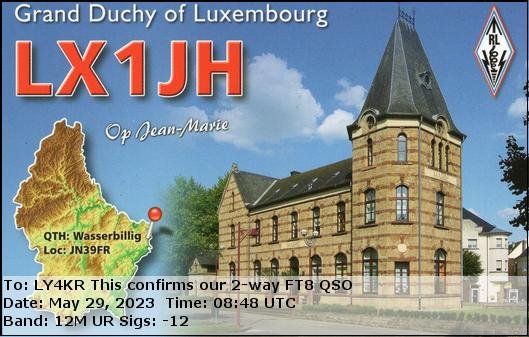 Grand Duchy of Luxembourg
LX1JH
RL
Op Jean-Marie
QTH: Wasserbillig
Loc: JN39FR
To: LY4KR This confirms our 2-way FT8 QSO
Date: May 29, 2023 Time: 08:48 UTC
Band: 12M UR Sigs: -12